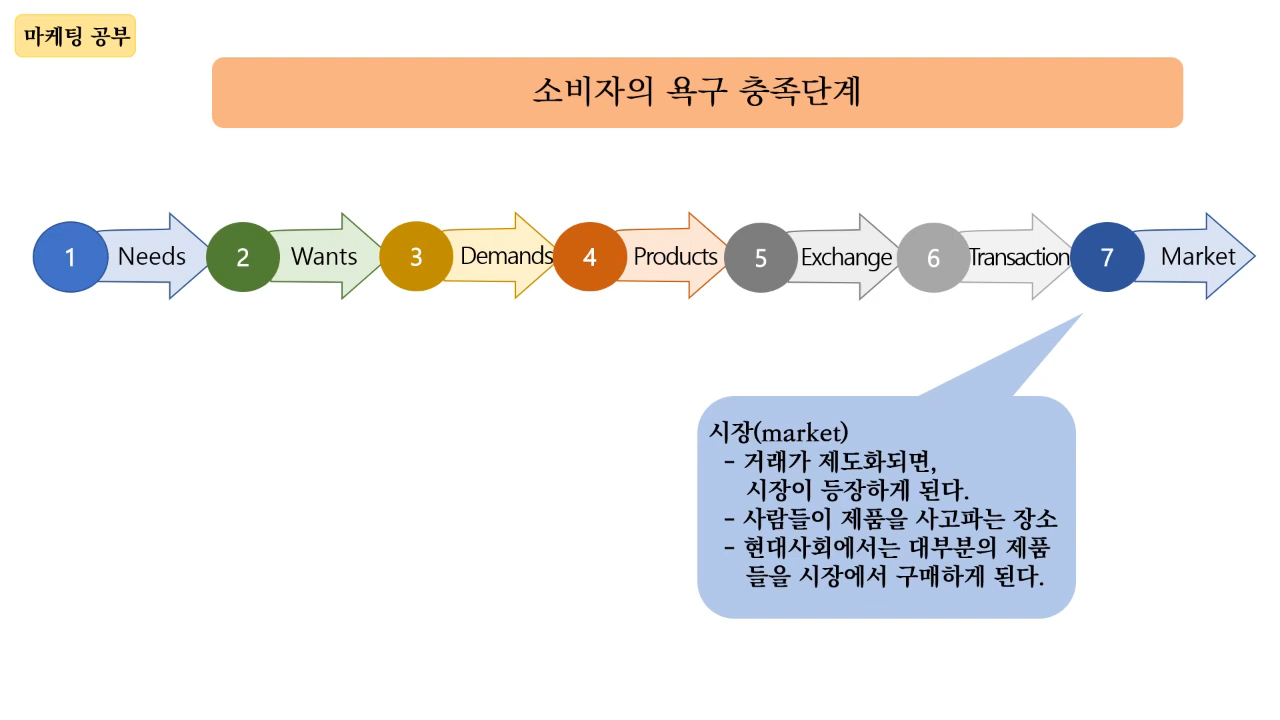 마케팅 공부
소비자의 욕구 충족단계
1 Needs 2 Wants 3 Demands 4 Products 5 Exchange 6 Transaction 7 Market
시장(market)
- 거래가 제도화되면,
시장이 등장하게 된다.
- 사람들이 제품을 사고파는 장소
- 현대사회에서는 대부분의 제품
들을 시장에서 구매하게 된다.